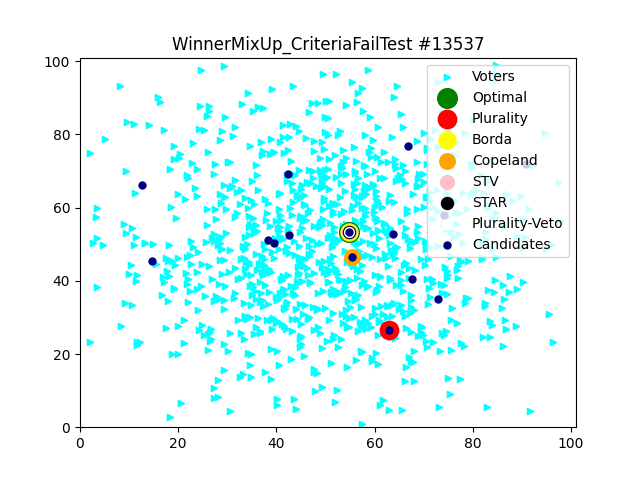 WinnerMixUp_CriteriaFailTest #13537
100
80
60
40
20
0
0
20
40
60
80
100
Voters
Optimal
Plurality
Borda
Copeland
STV
STAR
Plurality-Veto
Candidates